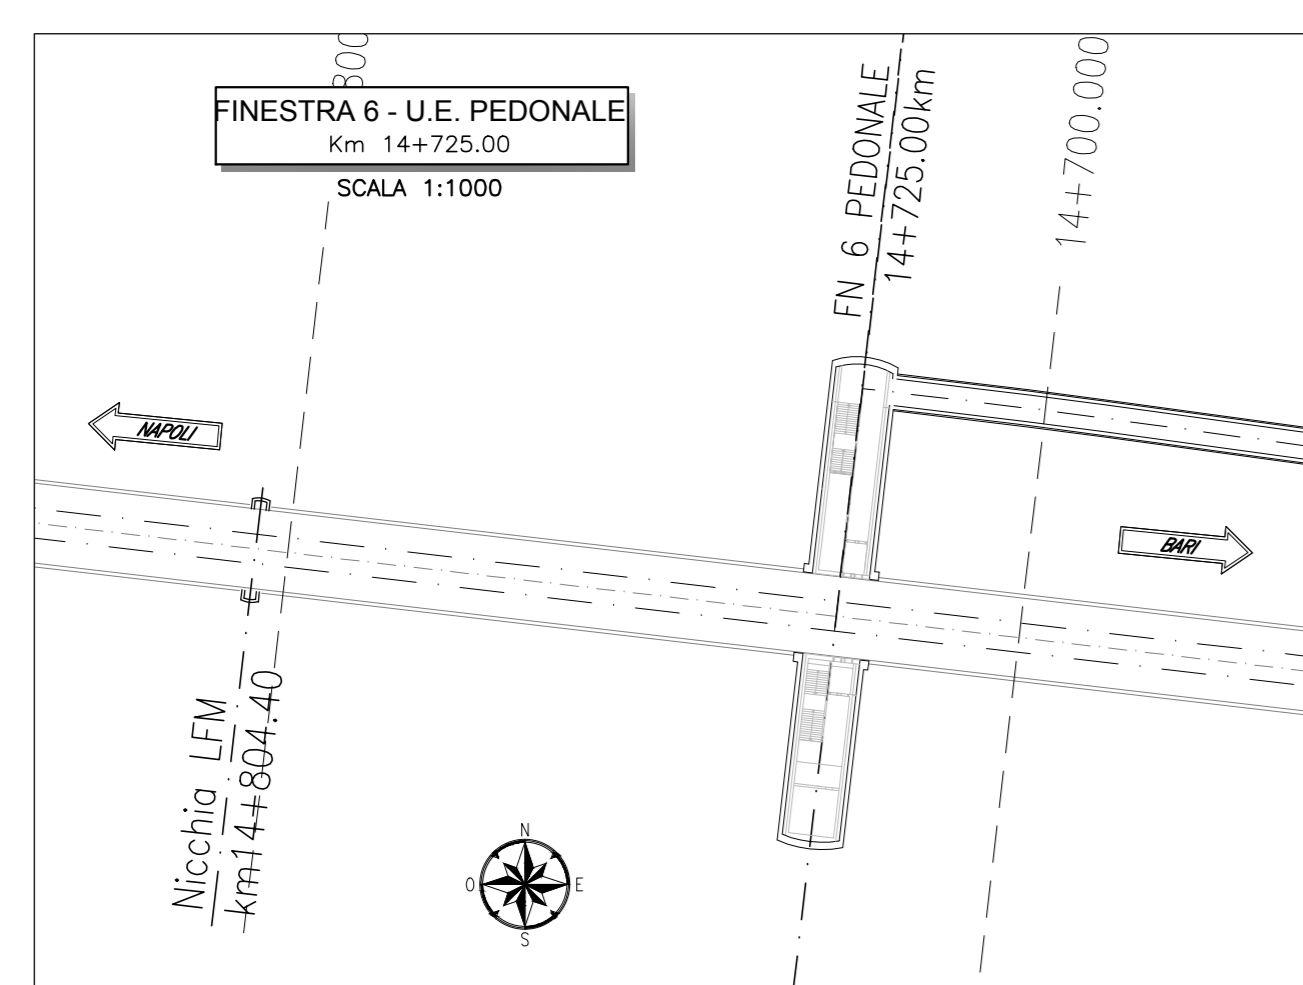 800
FINESTRA 6 - U.E. PEDONALE
Km 14+725.00
SCALA 1:1000
FN 6 PEDONALE
14+725.00km
14+700.000
NAPOLI
BARI
Nicchia LFM
km14+804.40
N
O
E
S